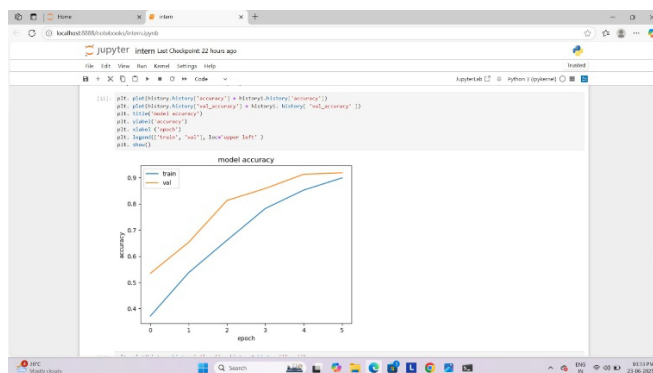 Home
intern
localhost:8888/notebooks/intern.ipynb
jupyter intern Last Checkpoint: 22 hours ago
File Edit View Run Kernel Settings Help
Trusted
Code
JupyterLab
Python 3 (ipykernel)
plt. plot(history.history['accuracy'] + history1.history['accuracy'])
plt. plot(history.history['val_accuracy'] + history1. history[ 'val_accuracy' ])
plt. title('model accuracy')
plt. ylabel('accuracy')
plt. xlabel ('epoch')
plt. legend(['train', 'val'], loc='upper left' )
plt. show()
model accuracy
train
val
0.9
0.8
0.7
0.6
0.5
0.4
accuracy
0 1 2 3 4 5
epoch
Mostly cloudy
Search
ENG
IN
23-06-2025